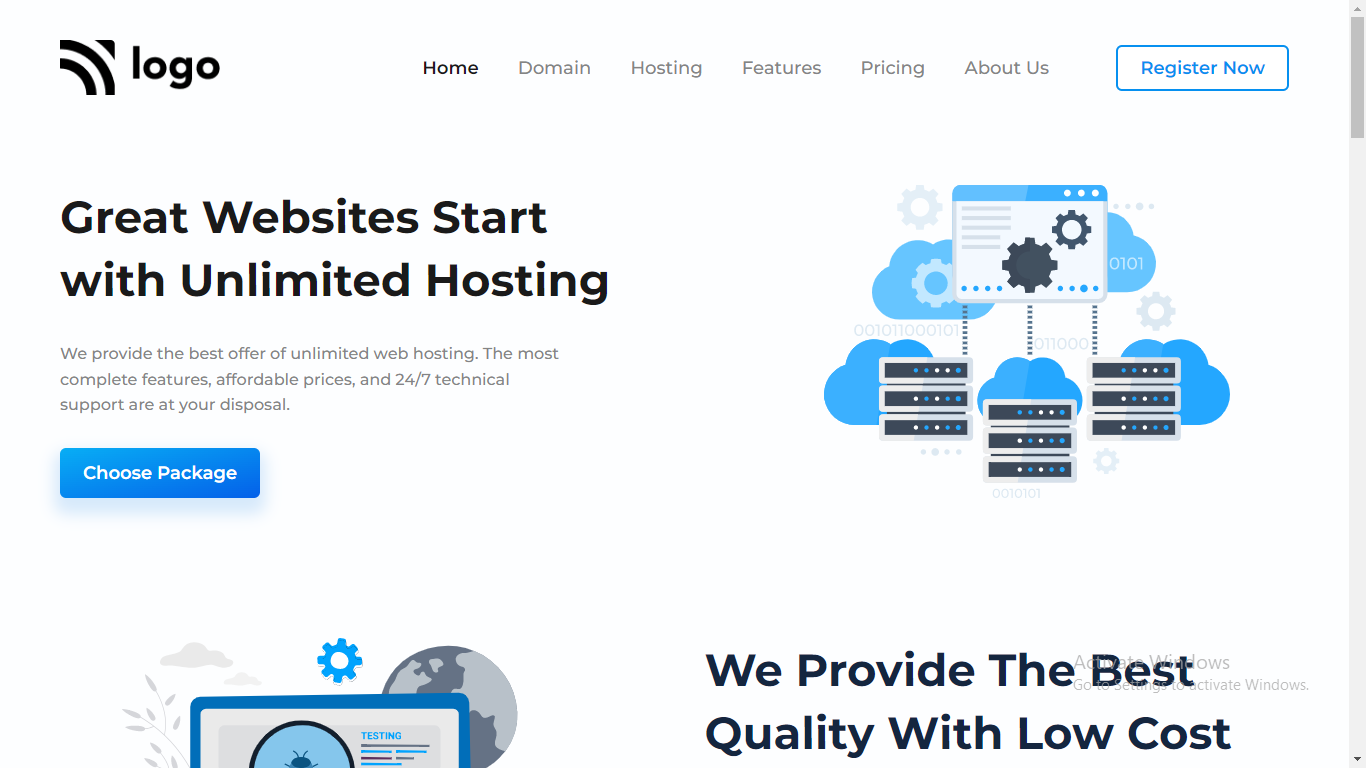 logo
Home Domain Hosting Features Pricing About Us Register Now
Great Websites Start
with Unlimited Hosting
We provide the best offer of unlimited web hosting. The most
complete features, affordable prices, and 24/7 technical
support are at your disposal.
Choose Package
0101
001011000101
011000
0010101
We Provide The Best
Quality With Low Cost
Activate Windows
Go to Settings to activate Windows.
TESTING